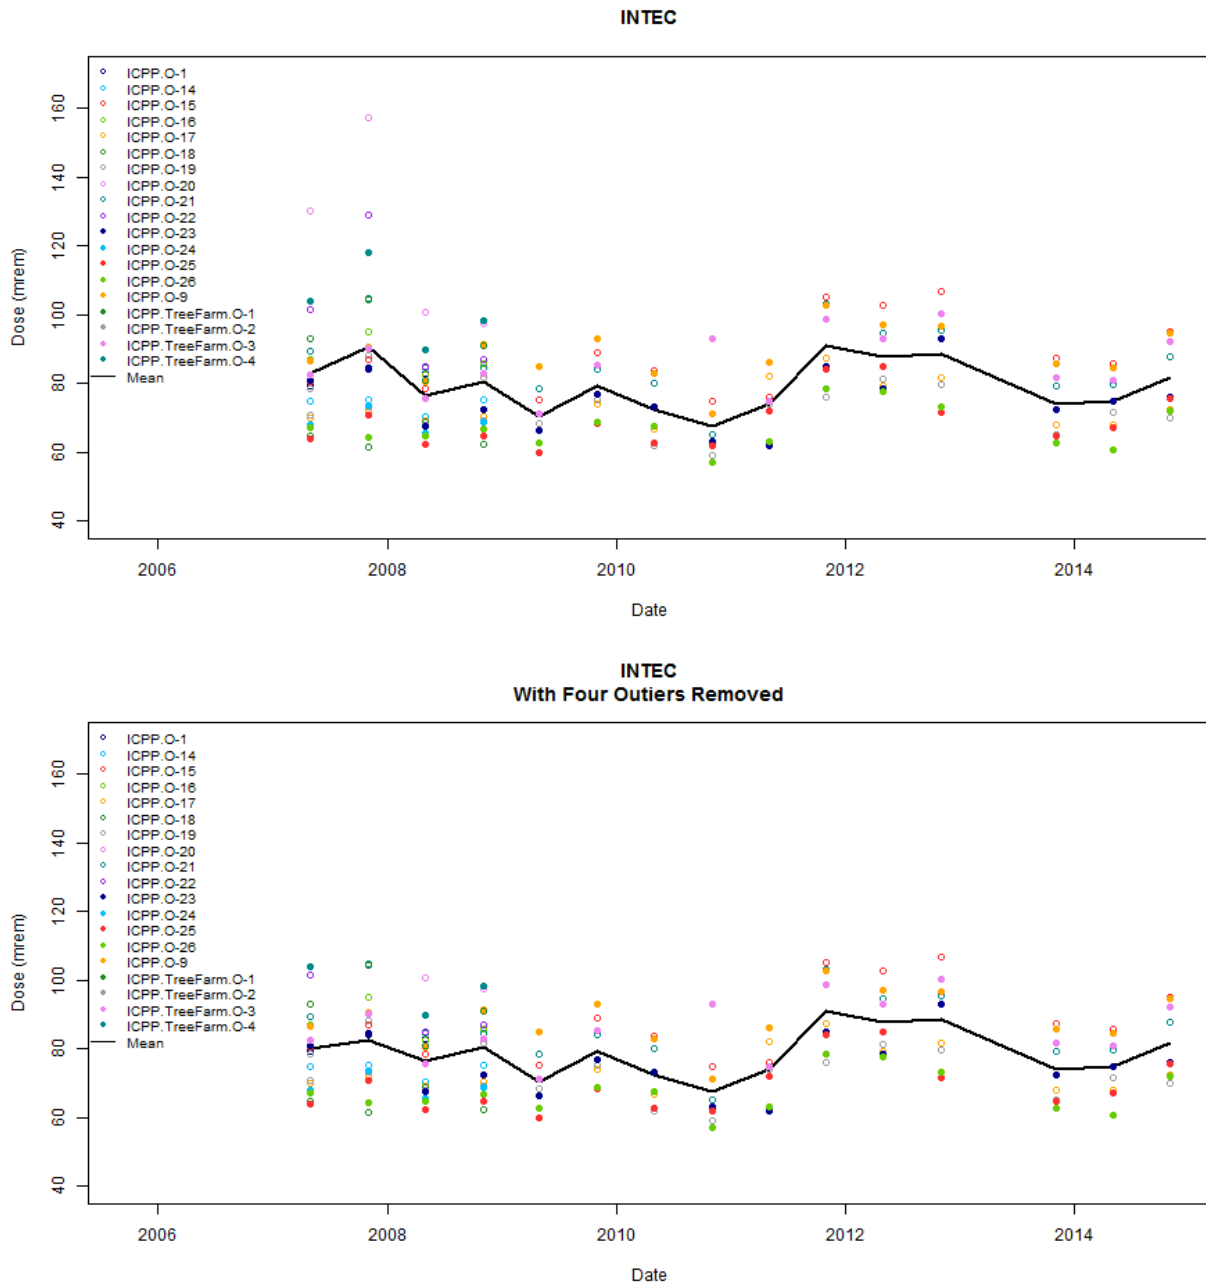 INTEC
160
140
120
100
80
60
40
Dose (mrem)
ICPP.O-1
ICPP.O-14
ICPP.O-15
ICPP.O-16
ICPP.O-17
ICPP.O-18
ICPP.O-19
ICPP.O-20
ICPP.O-21
ICPP.O-22
ICPP.O-23
ICPP.O-24
ICPP.O-25
ICPP.O-26
ICPP.O-9
ICPP.TreeFarm.O-1
ICPP.TreeFarm.O-2
ICPP.TreeFarm.O-3
ICPP.TreeFarm.O-4
Mean
2006 2008 2010 2012 2014
Date
INTEC
With Four Outiers Removed
160
140
120
100
80
60
40
Dose (mrem)
ICPP.O-1
ICPP.O-14
ICPP.O-15
ICPP.O-16
ICPP.O-17
ICPP.O-18
ICPP.O-19
ICPP.O-20
ICPP.O-21
ICPP.O-22
ICPP.O-23
ICPP.O-24
ICPP.O-25
ICPP.O-26
ICPP.O-9
ICPP.TreeFarm.O-1
ICPP.TreeFarm.O-2
ICPP.TreeFarm.O-3
ICPP.TreeFarm.O-4
Mean
2006 2008 2010 2012 2014
Date